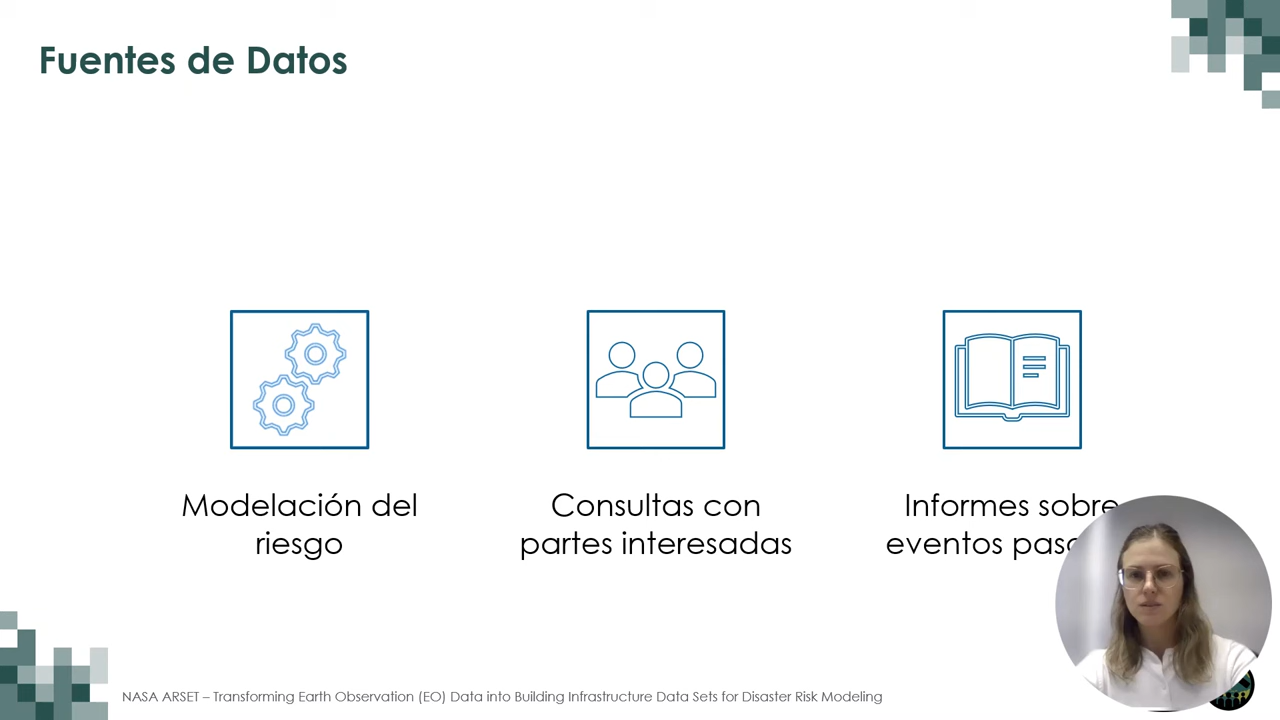 Fuentes de Datos
Modelación del
riesgo
Consultas con
partes interesadas
Informes sobre
eventos
NASA ARSET – Transforming Earth Observation (EO) Data into Building Infrastructure Data Sets for Disaster Risk Modeling